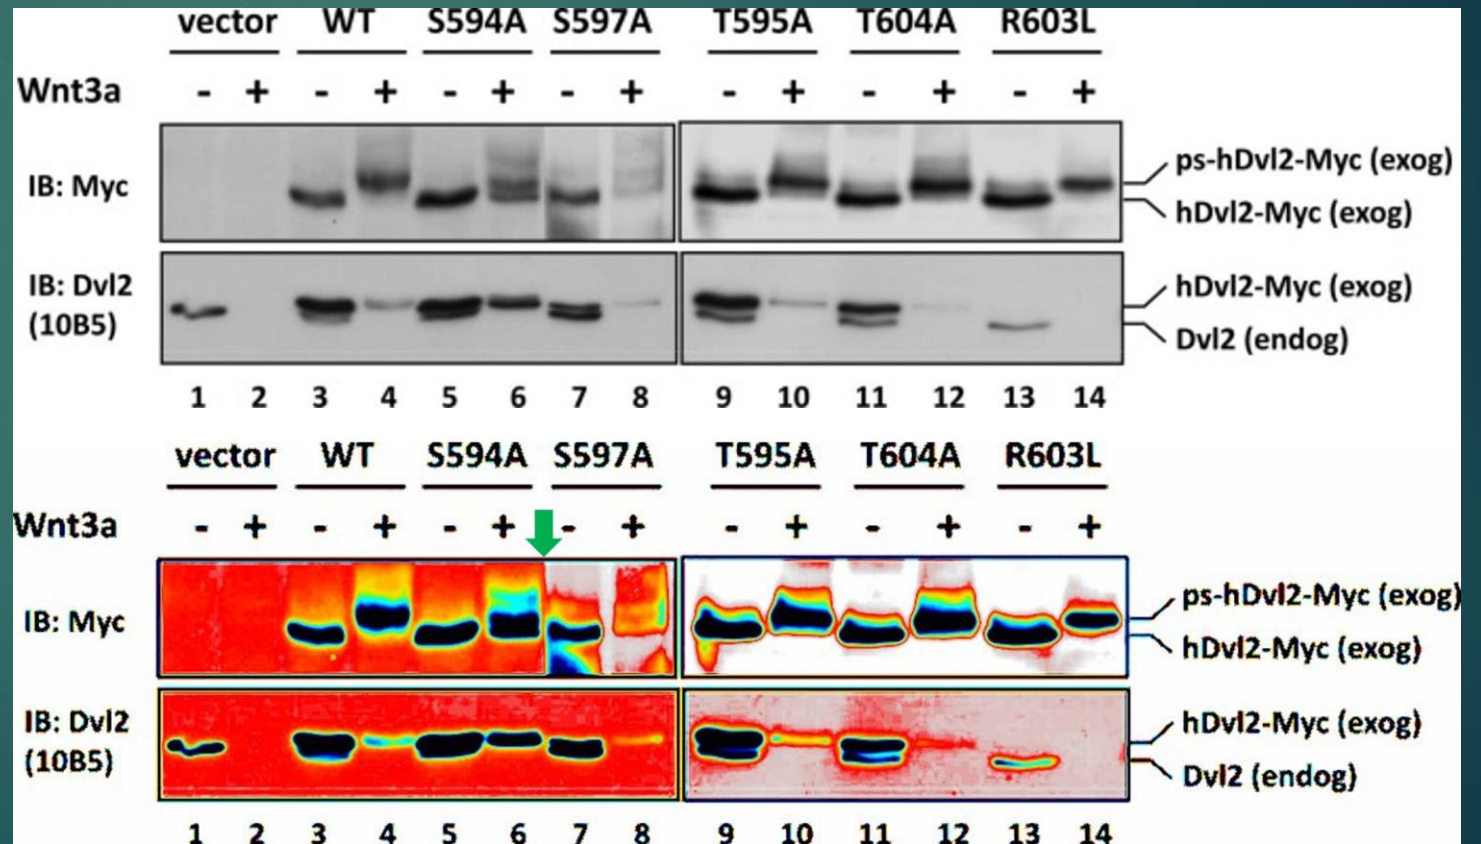 vector WT S594A S597A T595A T604A R603L
Wnt3a - + - + - + - + - + - + - +
IB: Myc
ps-hDvl2-Myc (exog)
hDvl2-Myc (exog)
IB: Dvl2
(10B5)
hDvl2-Myc (exog)
Dvl2 (endog)
1 2 3 4 5 6 7 8 9 10 11 12 13 14
vector WT S594A S597A T595A T604A R603L
Wnt3a - + - + - + - + - + - + - +
IB: Myc
ps-hDvl2-Myc (exog)
hDvl2-Myc (exog)
IB: Dvl2
(10B5)
hDvl2-Myc (exog)
Dvl2 (endog)
1 2 3 4 5 6 7 8 9 10 11 12 13 14